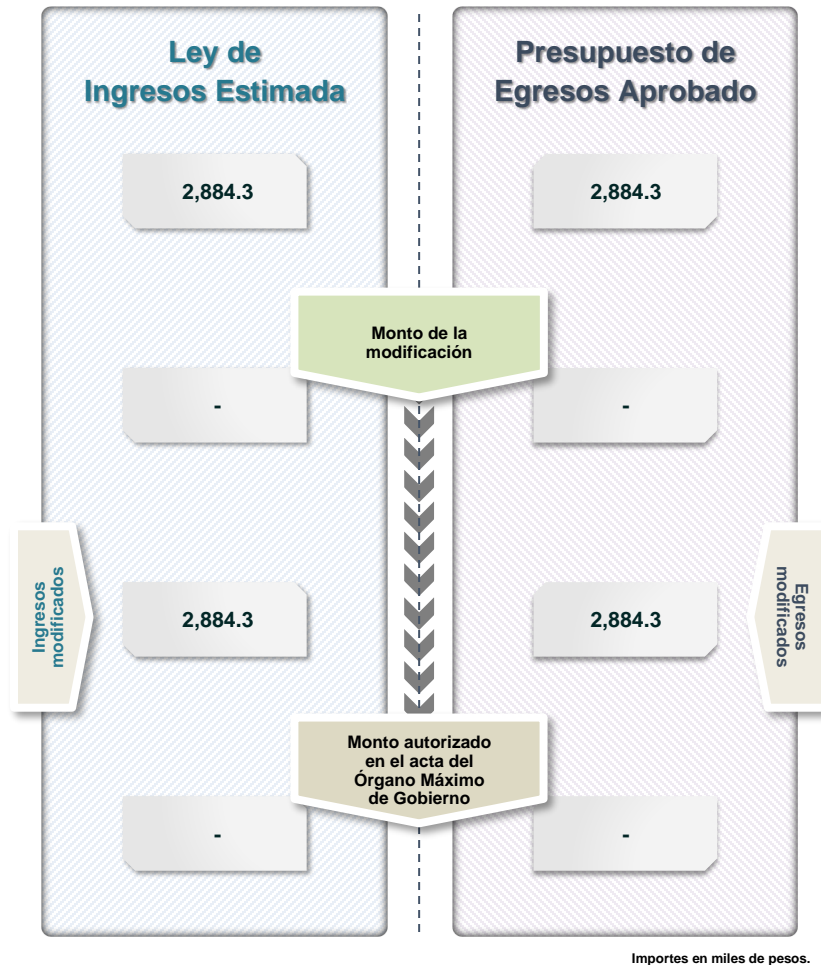 Ley de
Ingresos Estimada
Presupuesto de
Egresos Aprobado
2,884.3
2,884.3
Monto de la
modificación
-
-
Ingresos
modificados
2,884.3
2,884.3
Egresos
modificados
Monto autorizado
en el acta del
Órgano Máximo
de Gobierno
-
-
Importes en miles de pesos.